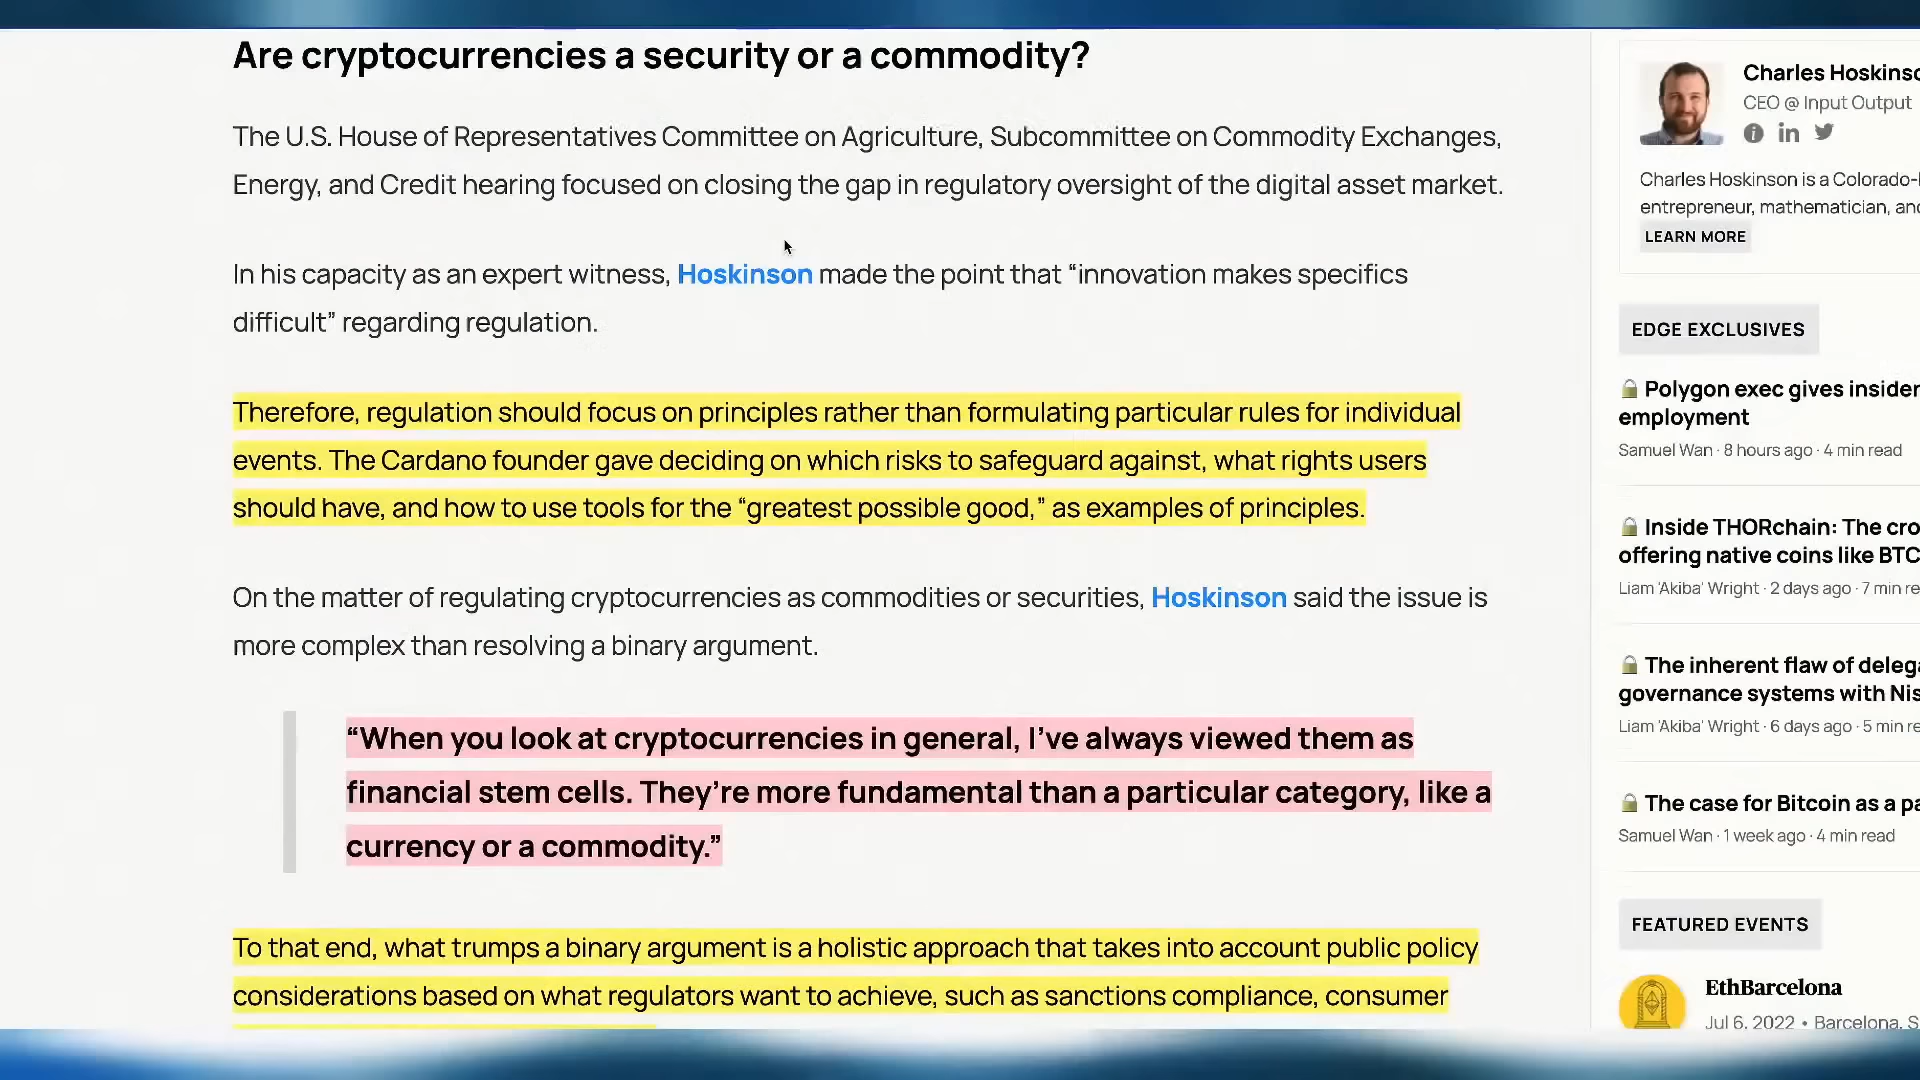 Are cryptocurrencies a security or a commodity?
The U.S. House of Representatives Committee on Agriculture, Subcommittee on Commodity Exchanges,
Energy, and Credit hearing focused on closing the gap in regulatory oversight of the digital asset market.
In his capacity as an expert witness, Hoskinson made the point that “innovation makes specifics
difficult” regarding regulation.
Therefore, regulation should focus on principles rather than formulating particular rules for individual
events. The Cardano founder gave deciding on which risks to safeguard against, what rights users
should have, and how to use tools for the “greatest possible good,” as examples of principles.
On the matter of regulating cryptocurrencies as commodities or securities, Hoskinson said the issue is
more complex than resolving a binary argument.
“When you look at cryptocurrencies in general, I’ve always viewed them as
financial stem cells. They’re more fundamental than a particular category, like a
currency or a commodity.”
To that end, what trumps a binary argument is a holistic approach that takes into account public policy
considerations based on what regulators want to achieve, such as sanctions compliance, consumer
Charles
CEO @ Input Output
Charles Hoskinson is a
entrepreneur, mathematician,
LEARN MORE
EDGE EXCLUSIVES
Polygon exec gives
employment
Samuel Wan · 8 hours ago · 4 min read
Inside THORchain: The
offering native coins like BTC
Liam ‘Akiba’ Wright · 2 days ago · 7 min
The inherent flaw of
governance systems with
Liam ‘Akiba’ Wright · 6 days ago · 5 min
The case for Bitcoin as a
Samuel Wan · 1 week ago · 4 min read
FEATURED EVENTS
EthBarcelona
Jul 6, 2022 • Barcelona,